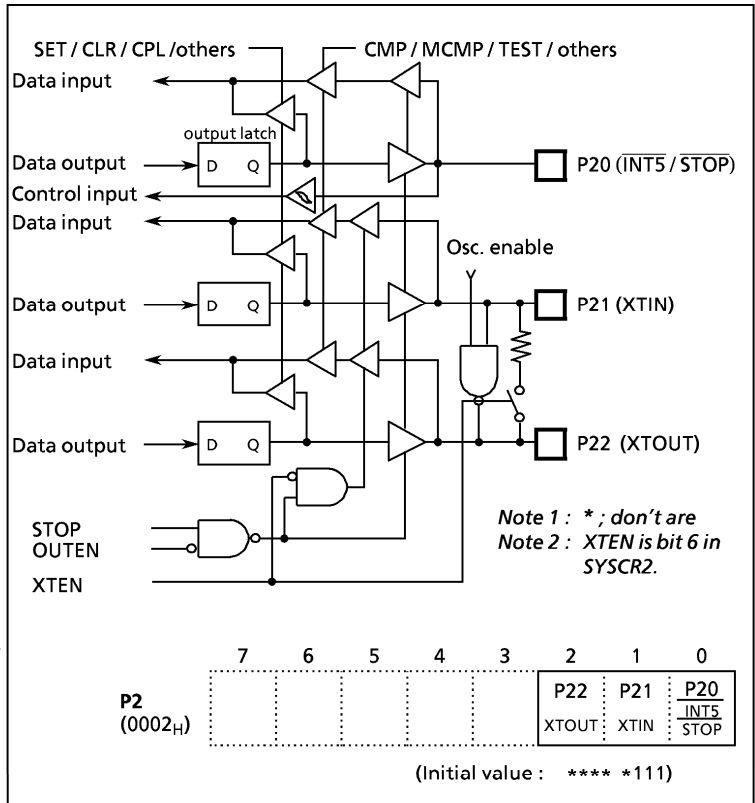 SET / CLR / CPL /others
CMP / MCMP / TEST / others
Data input
output latch
Data output
D Q
P20 (INT5 / STOP)
Control input
Data input
Osc. enable
Data output
D Q
P21 (XTIN)
Data input
Data output
D Q
P22 (XTOUT)
STOP
OUTEN
XTEN
Note 1 : * ; don't are
Note 2 : XTEN is bit 6 in
SYSCR2.
7 6 5 4 3 2 1 0
P2
(0002H)
P22 P21 P20
XTOUT XTIN INT5
STOP
(Initial value : **** *111)